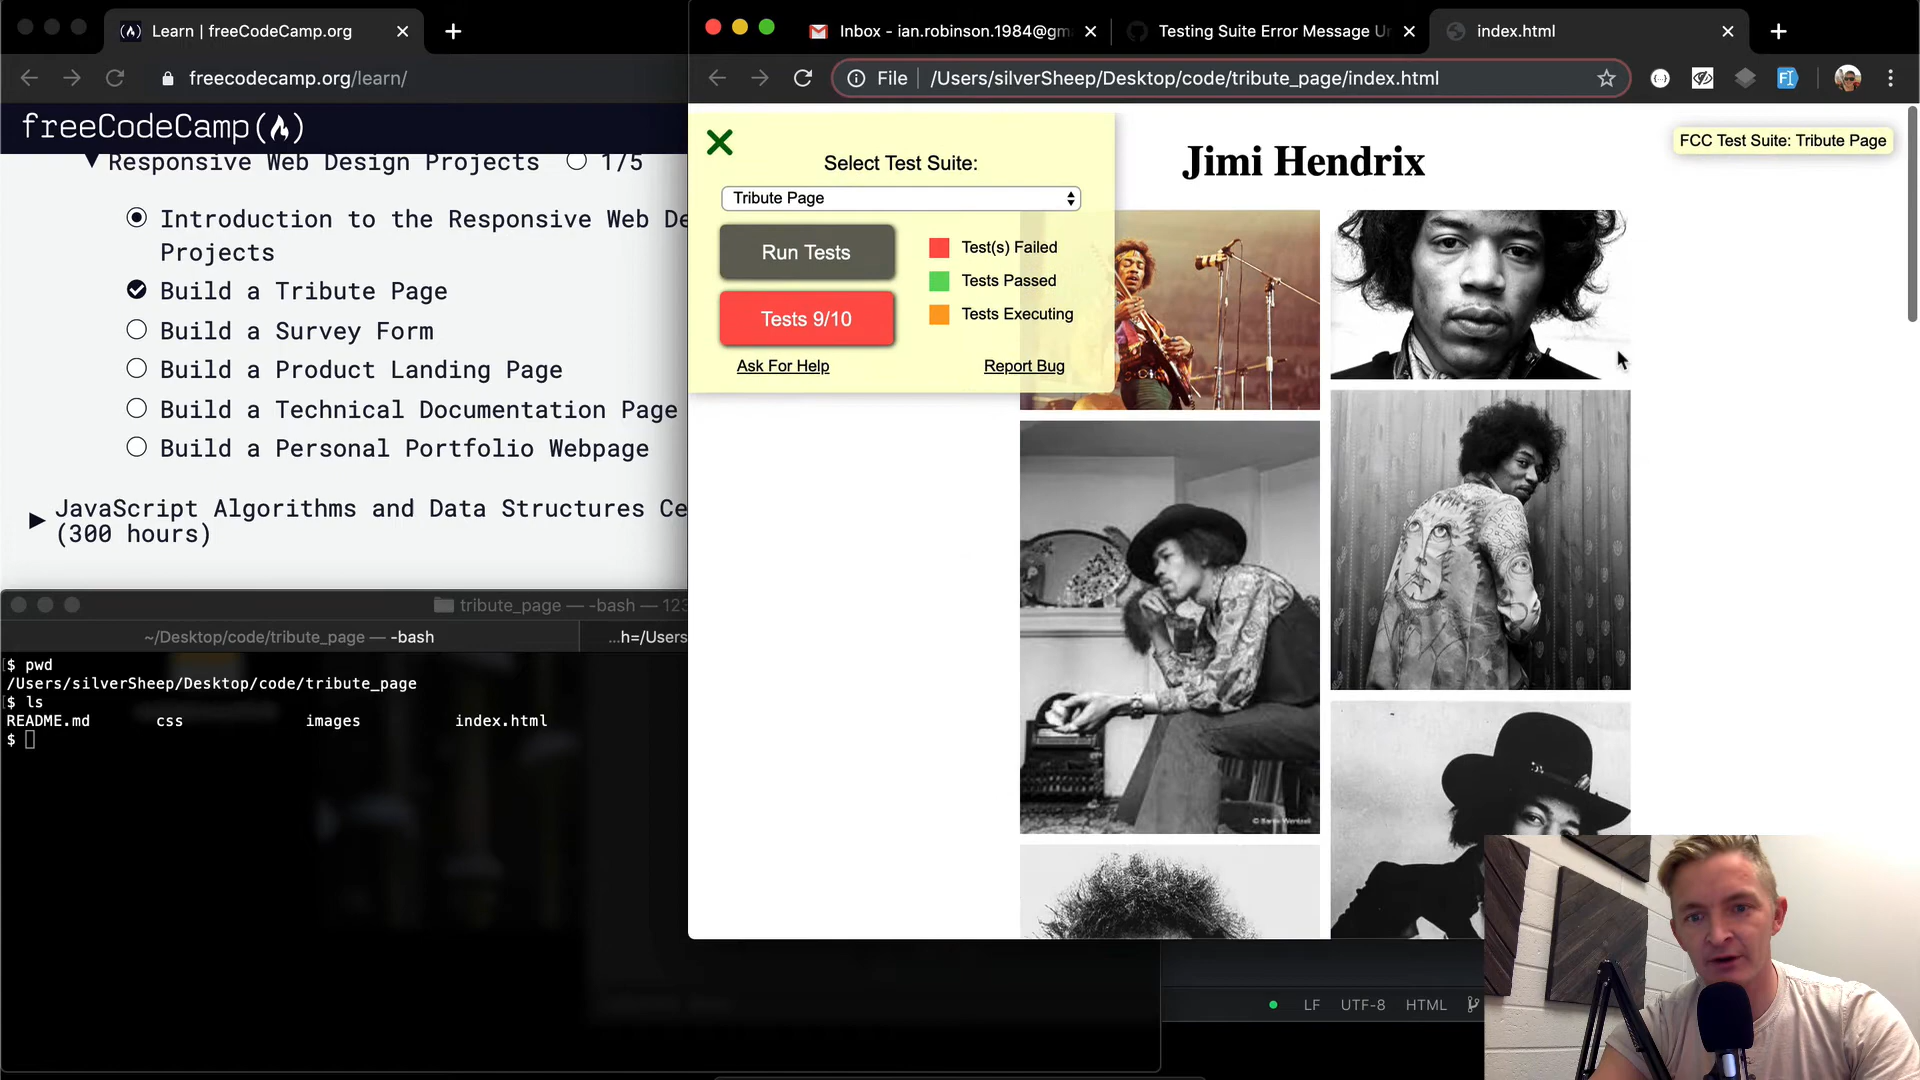 Learn | freeCodeCamp.org
freecodecamp.org/learn/
freeCodeCamp
Responsive Web Design Projects 1/5
Introduction to the Responsive Web De
Projects
Build a Tribute Page
Build a Survey Form
Build a Product Landing Page
Build a Technical Documentation Page
Build a Personal Portfolio Webpage
JavaScript Algorithms and Data Structures Ce
(300 hours)
tribute_page — -bash — 123
~/Desktop/code/tribute_page — -bash
...h=/Users
$ pwd
/Users/silverSheep/Desktop/code/tribute_page
$ ls
README.md css images index.html
$
Inbox - ian.robinson.1984@gm
Testing Suite Error Message Un
index.html
File /Users/silverSheep/Desktop/code/tribute_page/index.html
Select Test Suite:
Tribute Page
Run Tests
Tests 9/10
Test(s) Failed
Tests Passed
Tests Executing
Ask For Help
Report Bug
Jimi Hendrix
FCC Test Suite: Tribute Page
LF UTF-8 HTML